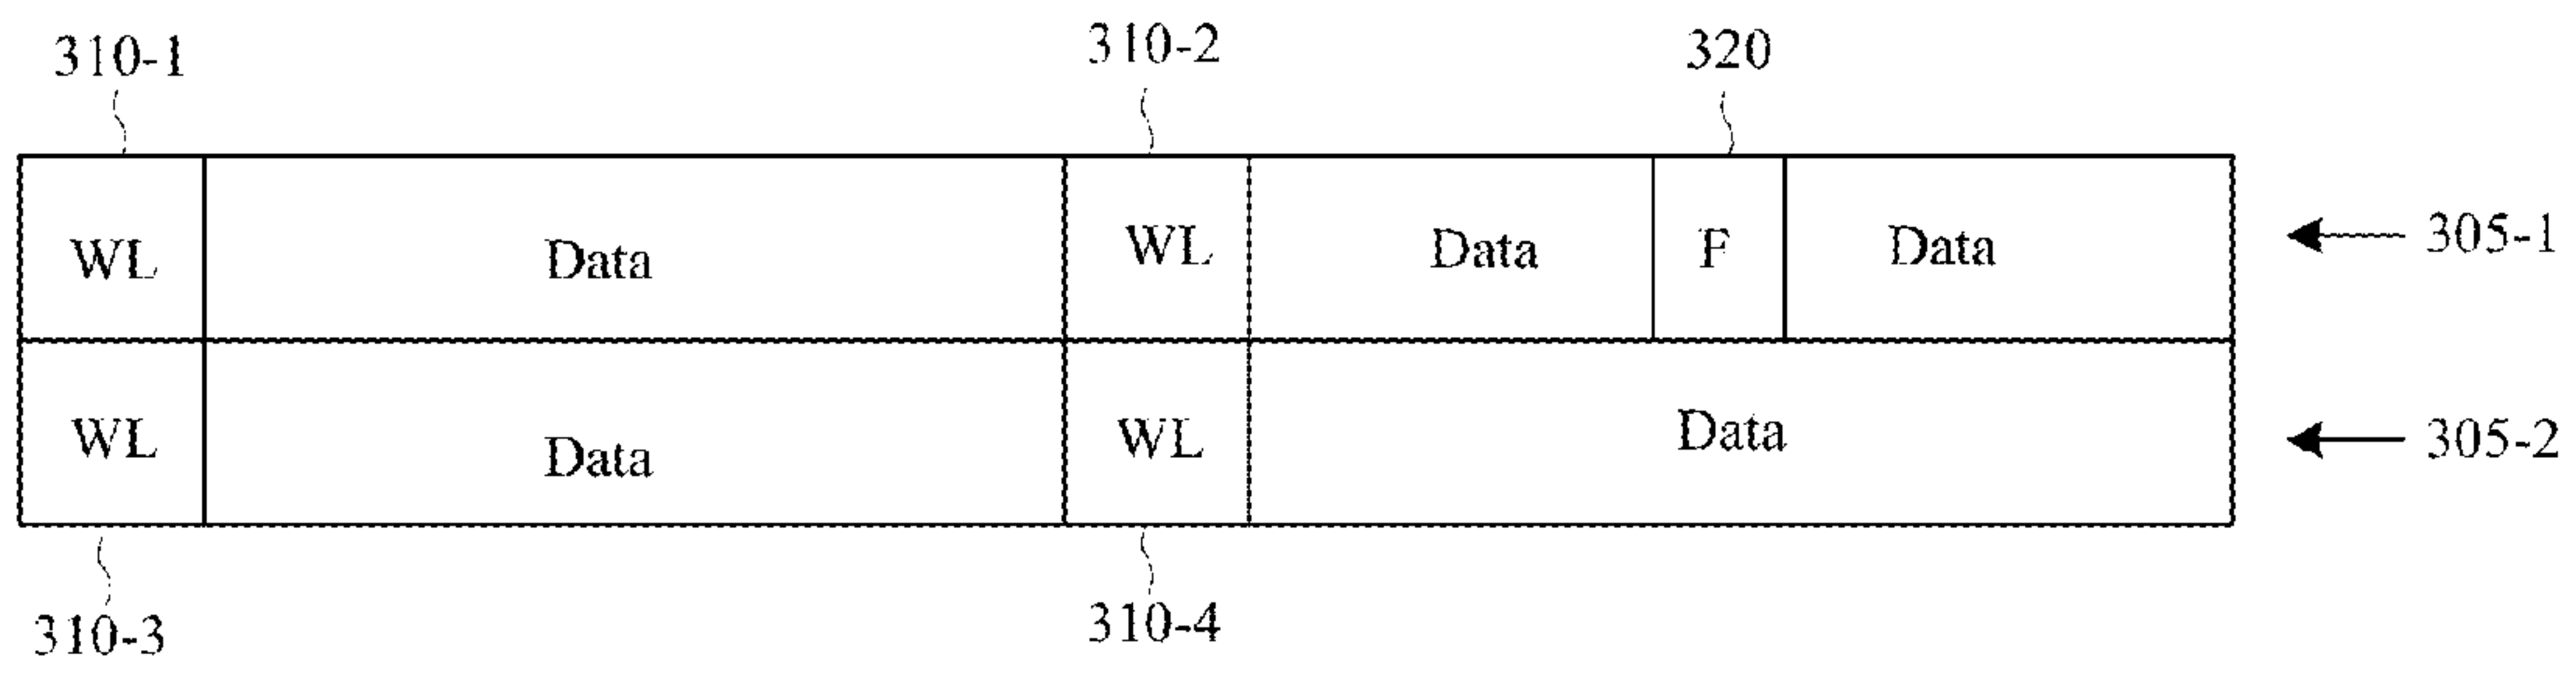 310-1 310-2 320
WL Data WL Data F Data 305-1
WL Data WL Data 305-2
310-3 310-4